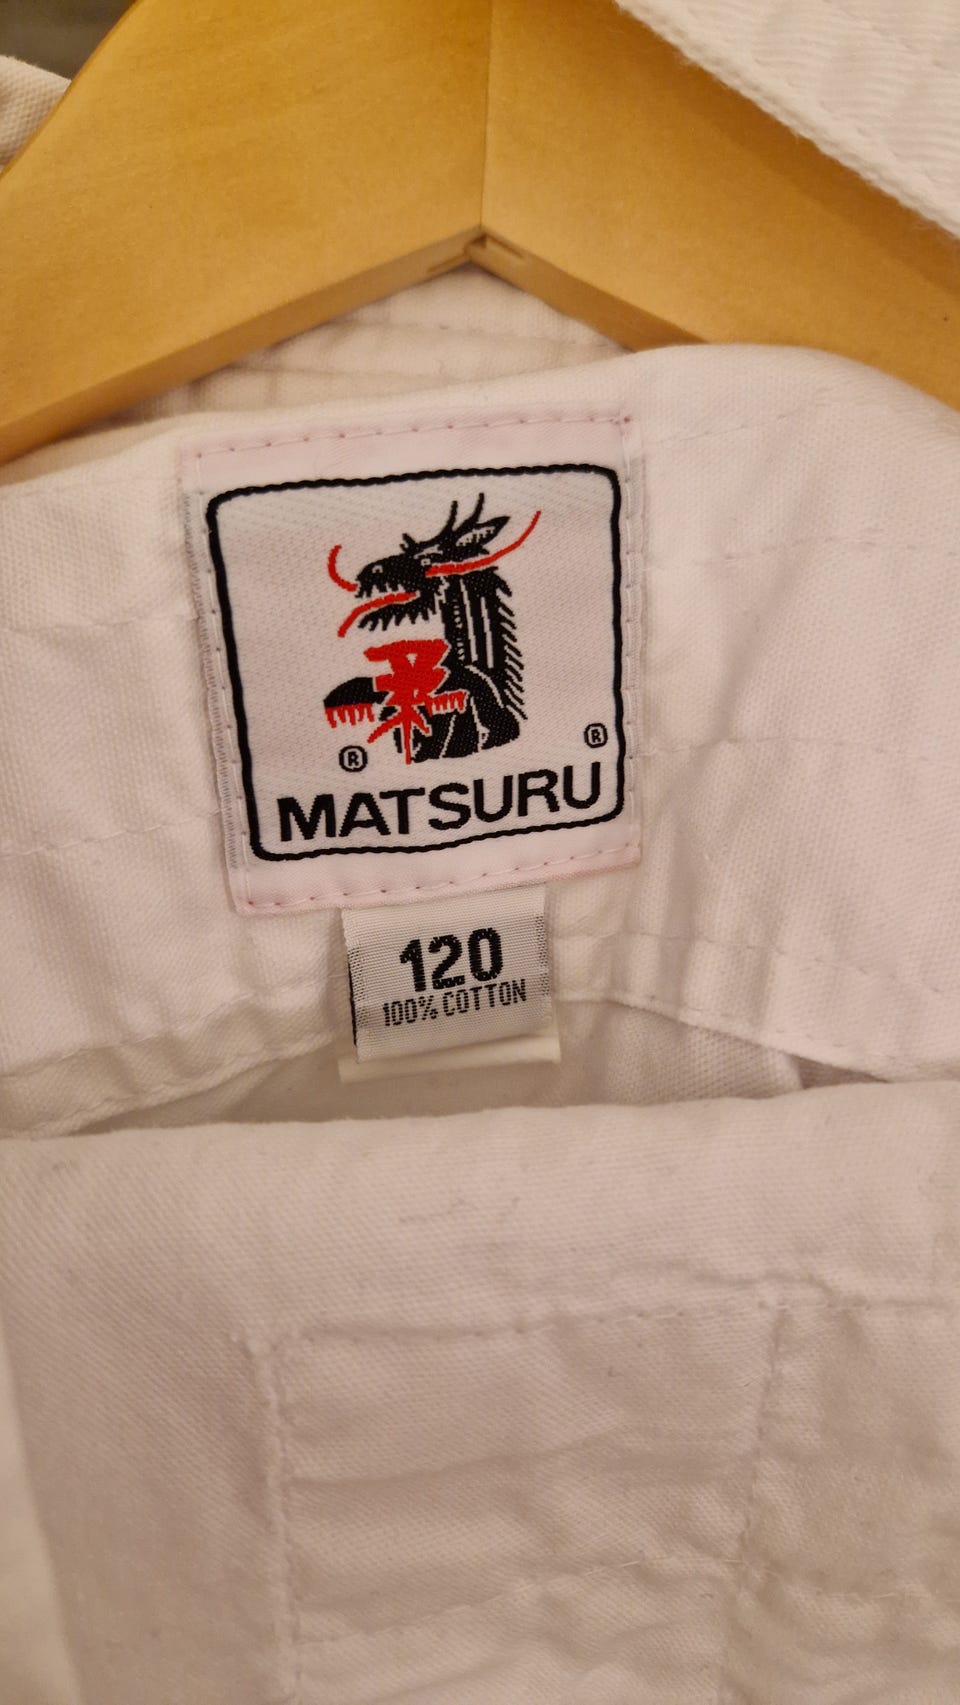 柔
® ®
MATSURU
120
100% COTTON